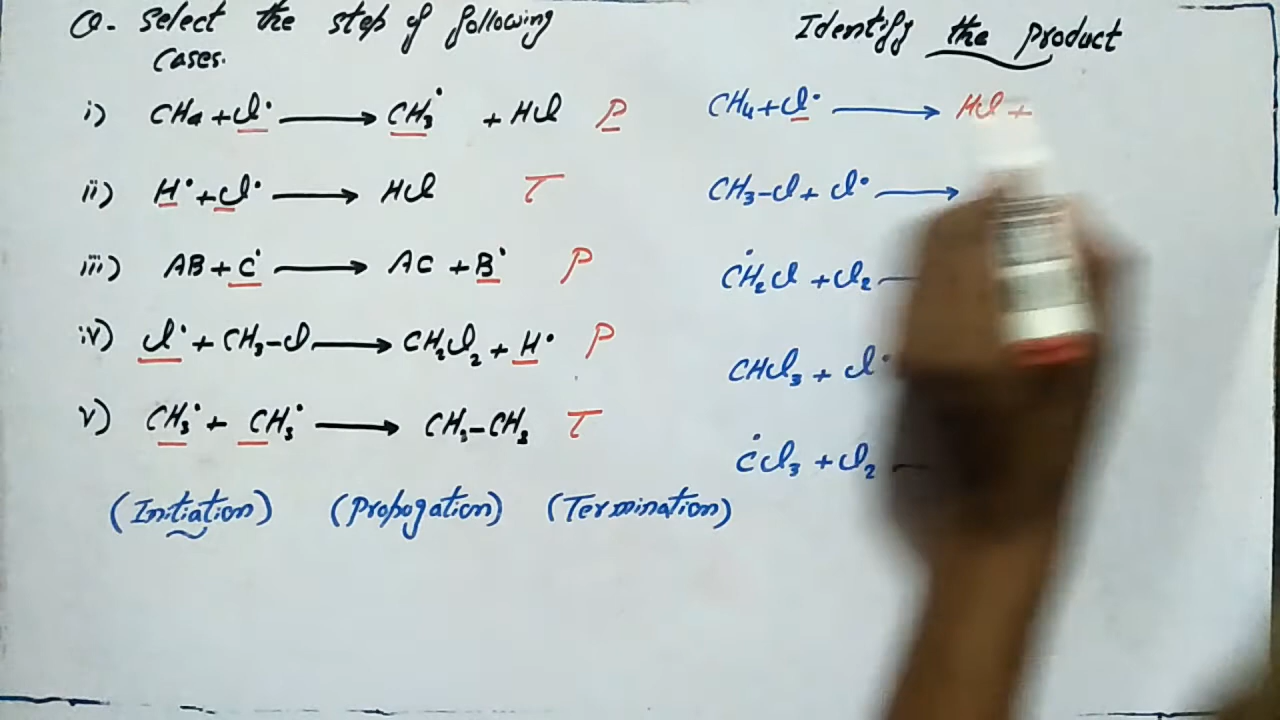 Q. Select the step of following
cases.
i) CH₄ + Cl• ⟶ CH₃• + HCl P
ii) H• + Cl• ⟶ HCl T
iii) AB + C• ⟶ AC + B• P
iv) Cl• + CH₃–Cl ⟶ CH₂Cl₂ + H• P
v) CH₃• + CH₃• ⟶ CH₃–CH₃ T
(Initiation) (Propogation) (Termination)
Identify the product
CH₄ + Cl• ⟶ HCl +
CH₃–Cl + Cl• ⟶
•CH₂Cl + Cl₂ —
CHCl₃ + Cl•
•CCl₃ + Cl₂ —